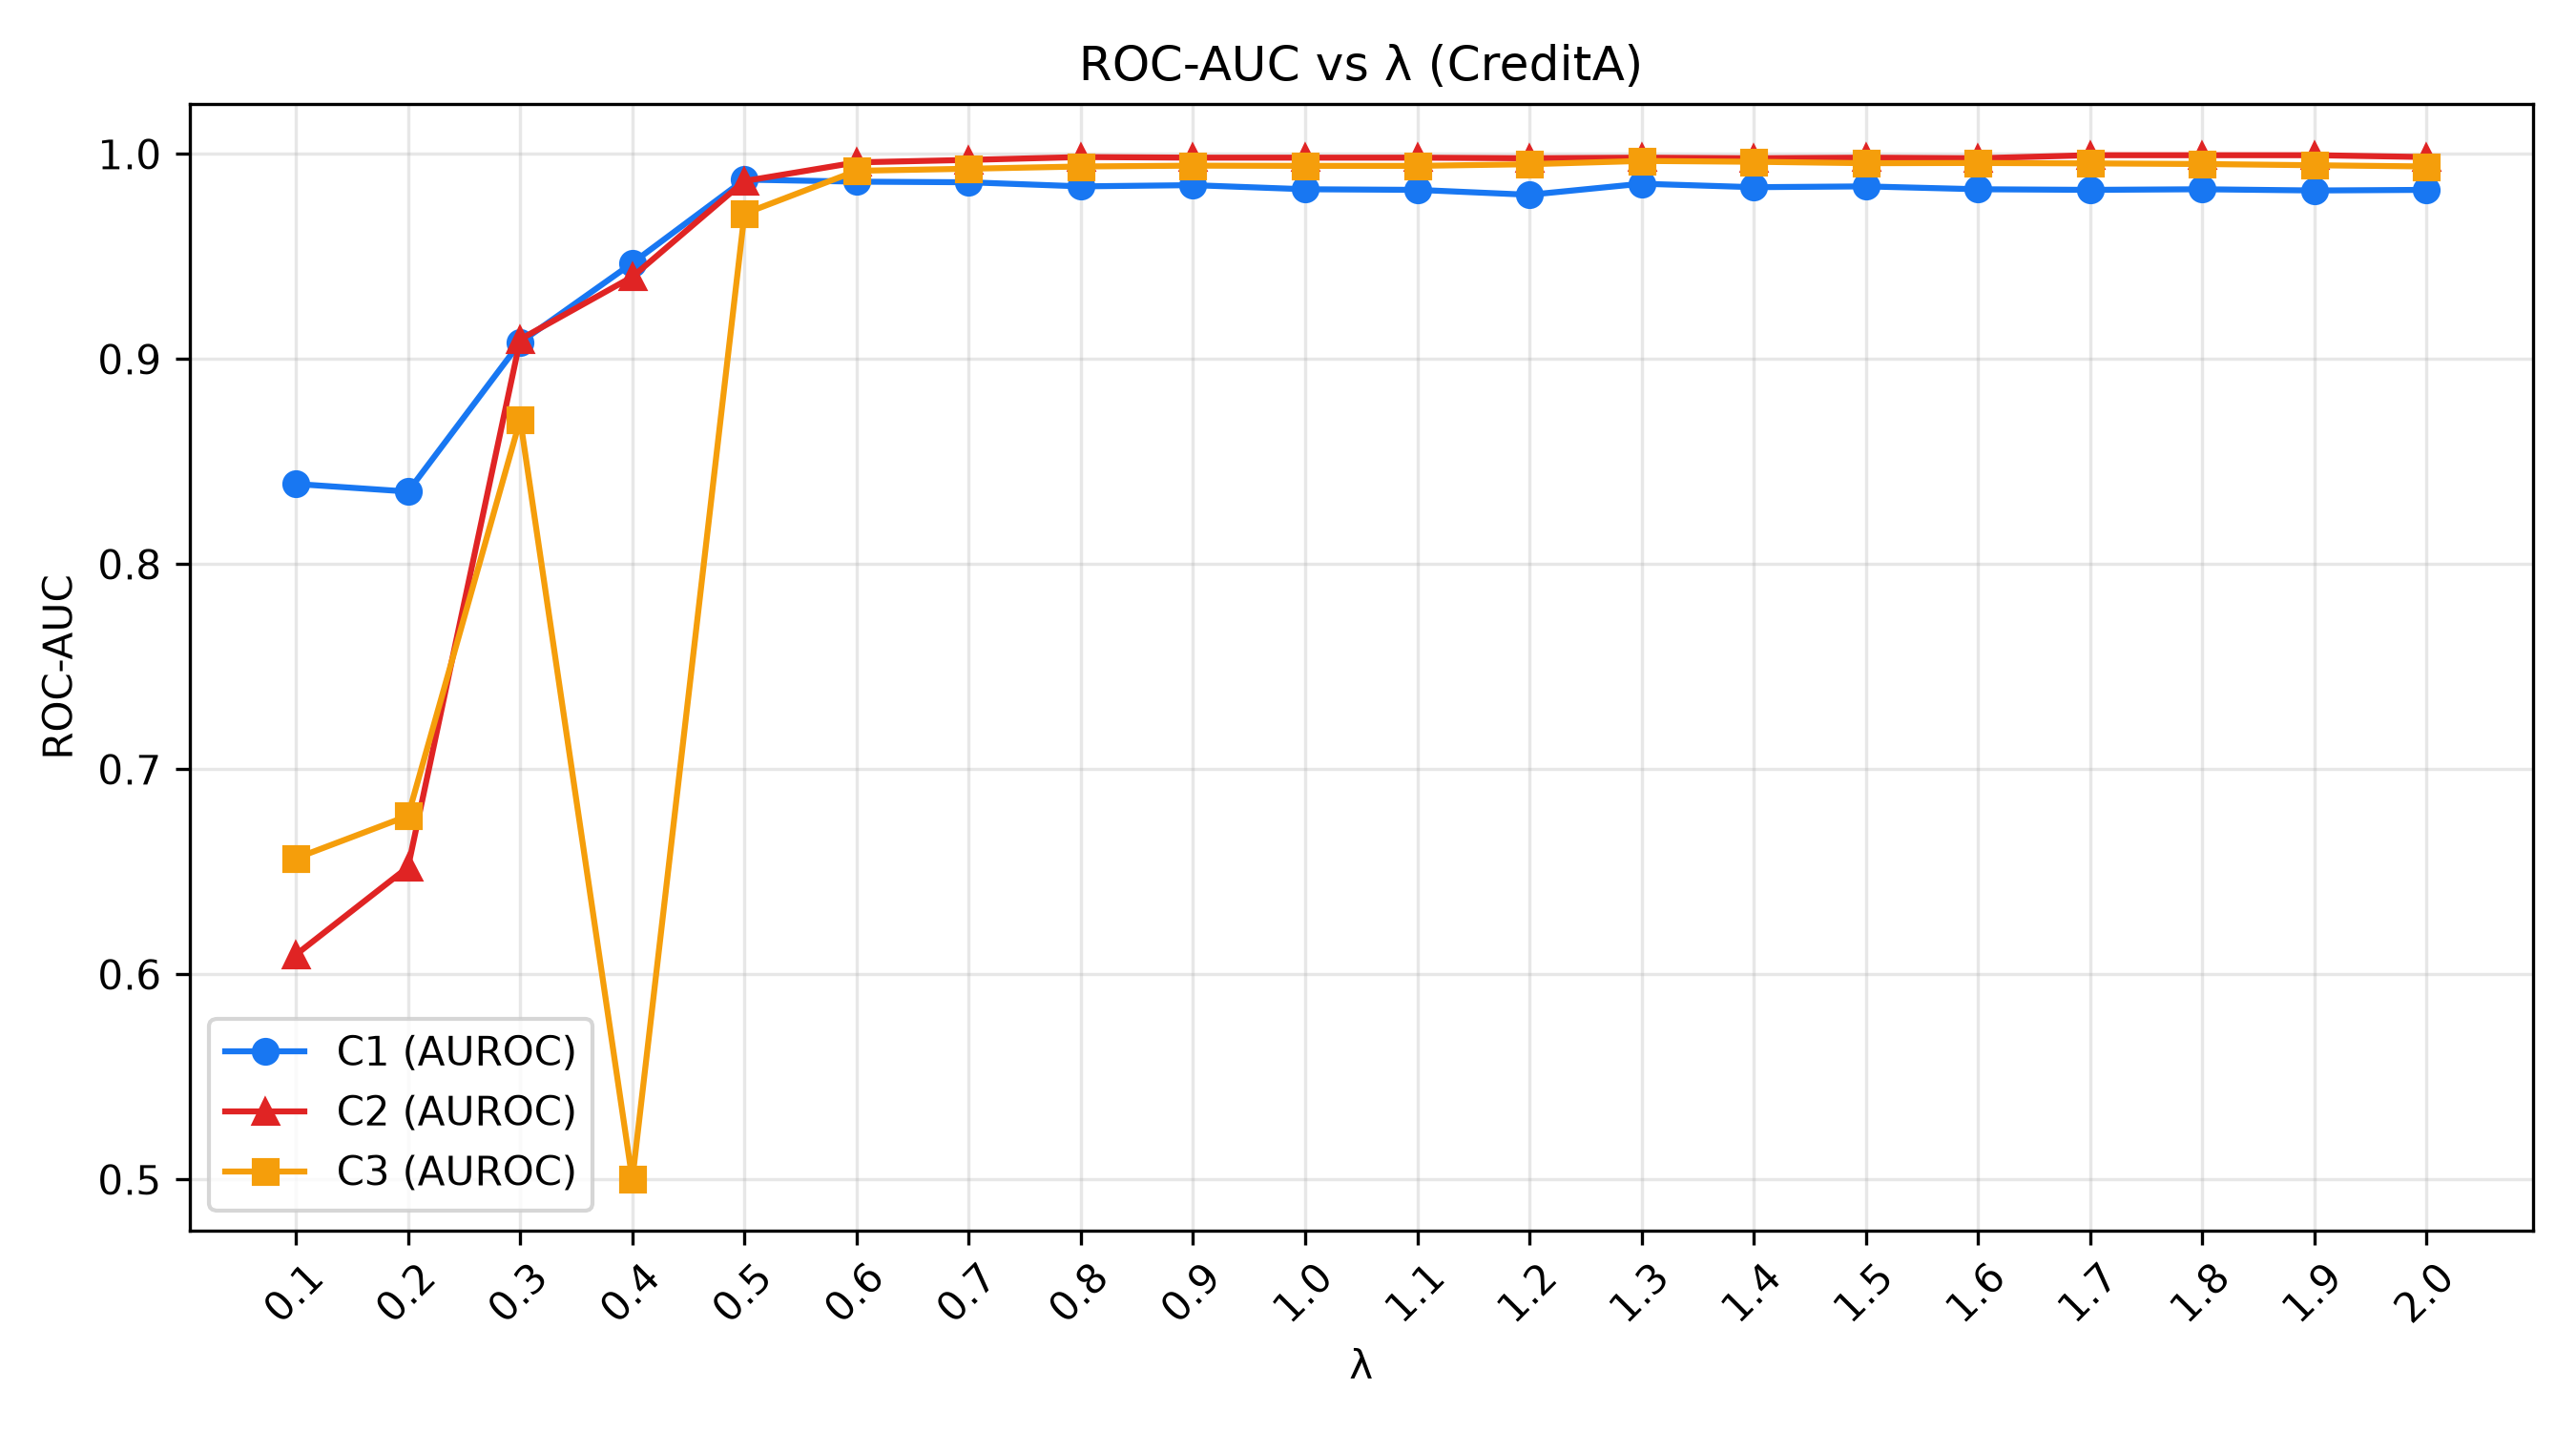 ROC-AUC vs λ (CreditA)
ROC-AUC
1.0
0.9
0.8
0.7
0.6
0.5
C1 (AUROC)
C2 (AUROC)
C3 (AUROC)
0.1 0.2 0.3 0.4 0.5 0.6 0.7 0.8 0.9 1.0 1.1 1.2 1.3 1.4 1.5 1.6 1.7 1.8 1.9 2.0
λ